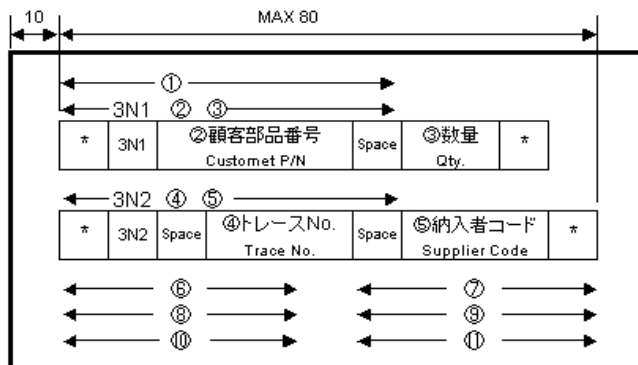 10 MAX 80
①
3N1 ② ③
* 3N1 ②顧客部品番号 Space ③数量 *
Customet P/N Qty.
3N2 ④ ⑤
* 3N2 Space ④トレースNo. Space ⑤納入者コード *
Trace No. Supplier Code
⑥ ⑦
⑧ ⑨
⑩ ⑪